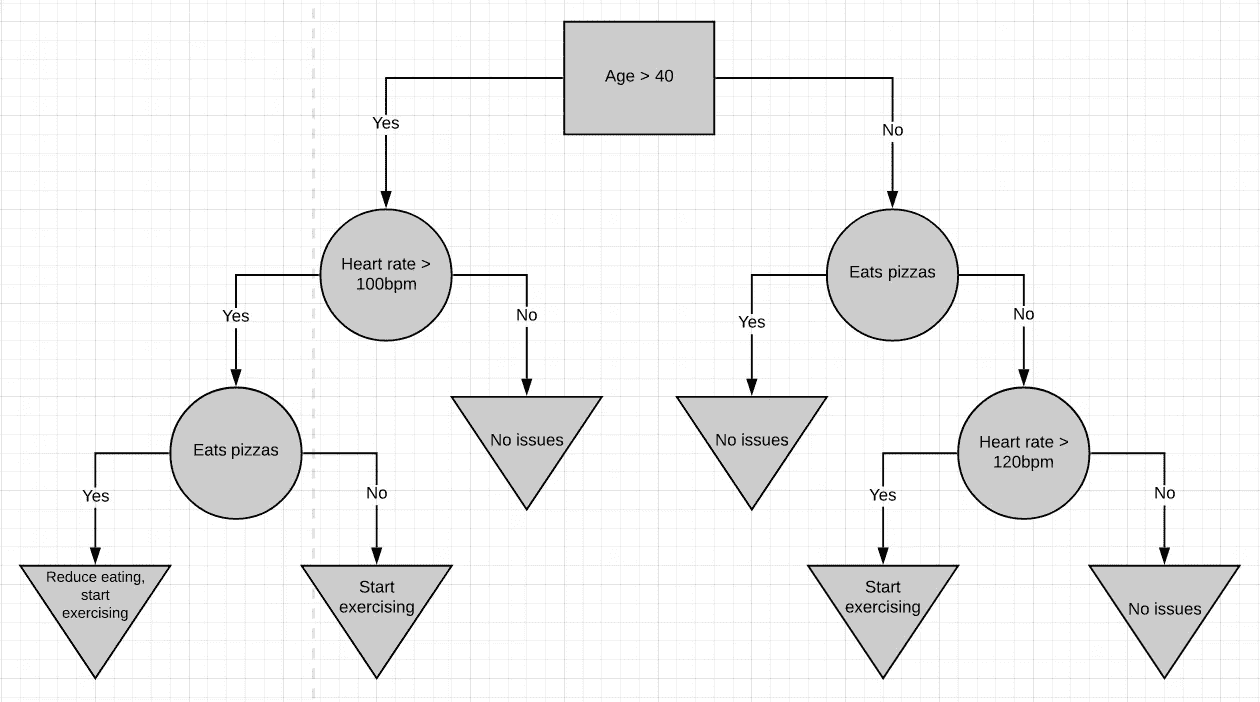 Age > 40
Yes
No
Heart rate >
100bpm
Eats pizzas
Yes
No
Yes
No
No issues
No issues
Eats pizzas
Heart rate >
120bpm
Yes
No
Yes
No
Reduce eating,
start
exercising
Start
exercising
Start
exercising
No issues